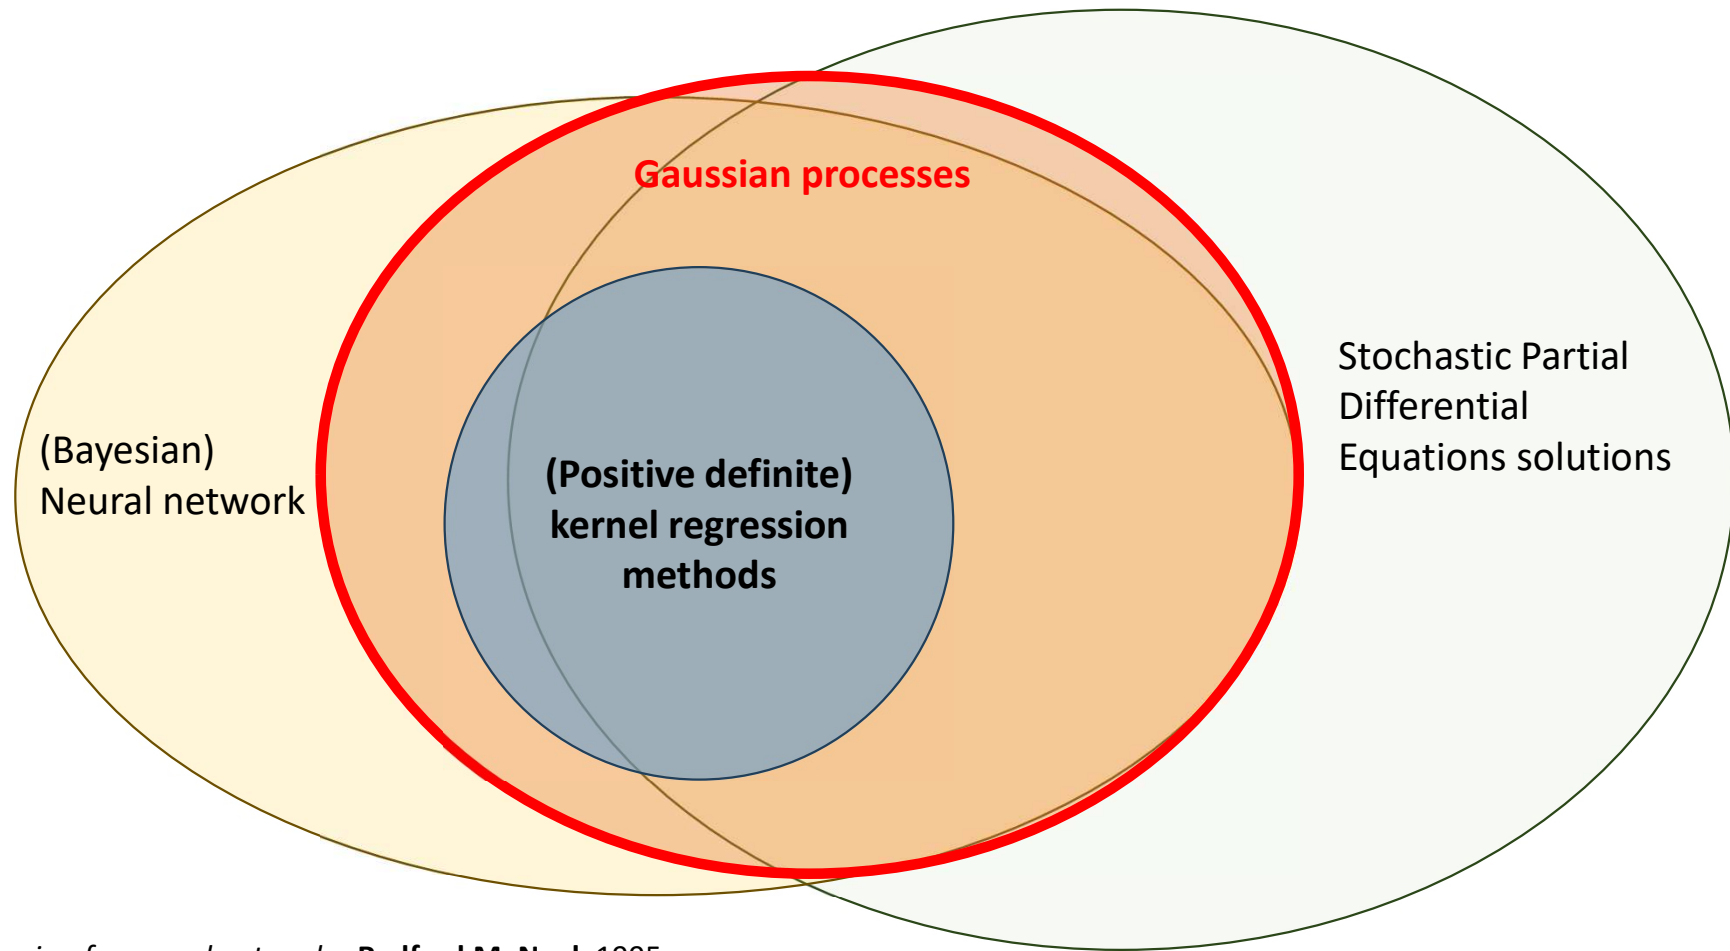 Gaussian processes
Stochastic Partial
Differential
Equations solutions
(Bayesian)
Neural network
(Positive definite)
kernel regression
methods